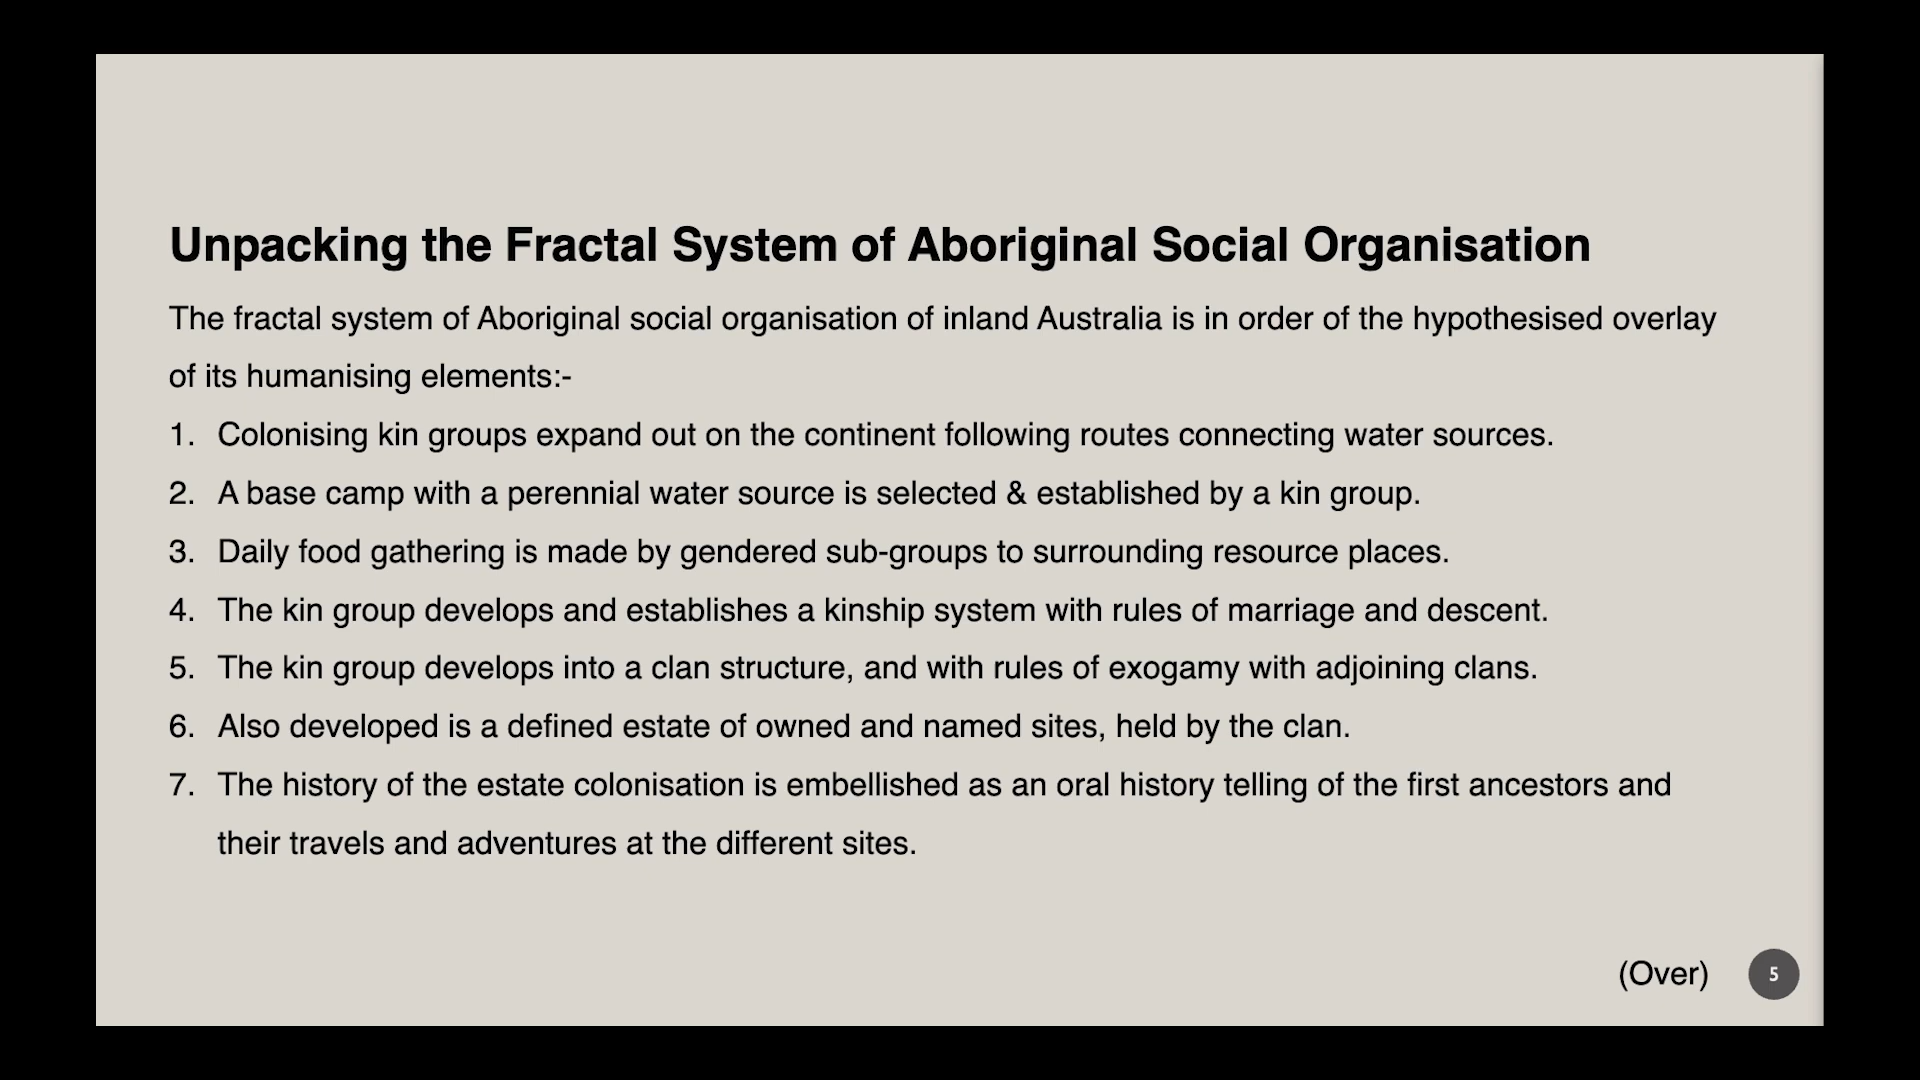 Unpacking the Fractal System of Aboriginal Social Organisation
The fractal system of Aboriginal social organisation of inland Australia is in order of the hypothesised overlay
of its humanising elements:-
1. Colonising kin groups expand out on the continent following routes connecting water sources.
2. A base camp with a perennial water source is selected & established by a kin group.
3. Daily food gathering is made by gendered sub-groups to surrounding resource places.
4. The kin group develops and establishes a kinship system with rules of marriage and descent.
5. The kin group develops into a clan structure, and with rules of exogamy with adjoining clans.
6. Also developed is a defined estate of owned and named sites, held by the clan.
7. The history of the estate colonisation is embellished as an oral history telling of the first ancestors and
their travels and adventures at the different sites.
(Over) 5